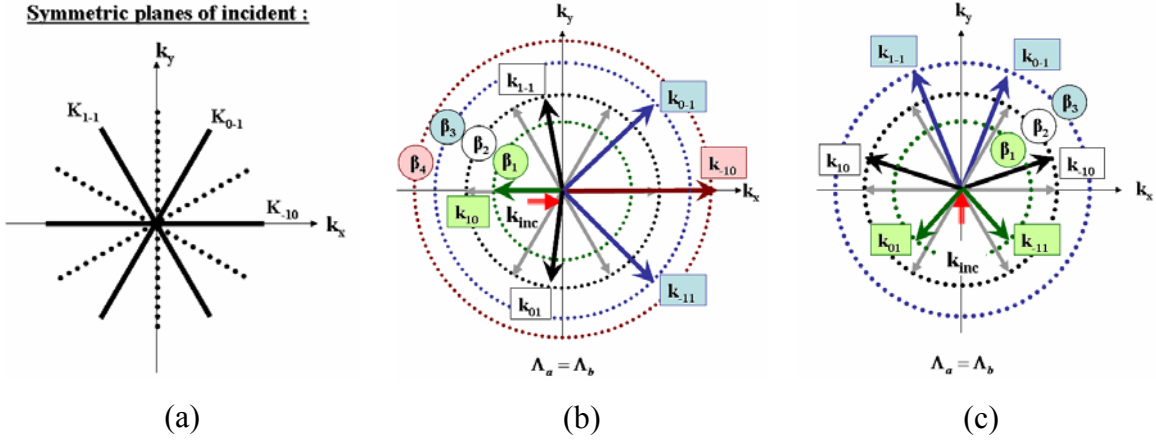 Symmetric planes of incident :
k_y
K_1-1
K_0-1
K_-10
k_x
(a)
k_y
k_1-1
k_0-1
β_3
β_2
β_1
β_4
k_-10
k_x
k_10
k_inc
k_-11
k_01
Λ_a = Λ_b
(b)
k_y
k_1-1
k_0-1
β_3
β_2
β_1
k_10
k_-10
k_x
k_01
k_-11
k_inc
Λ_a = Λ_b
(c)